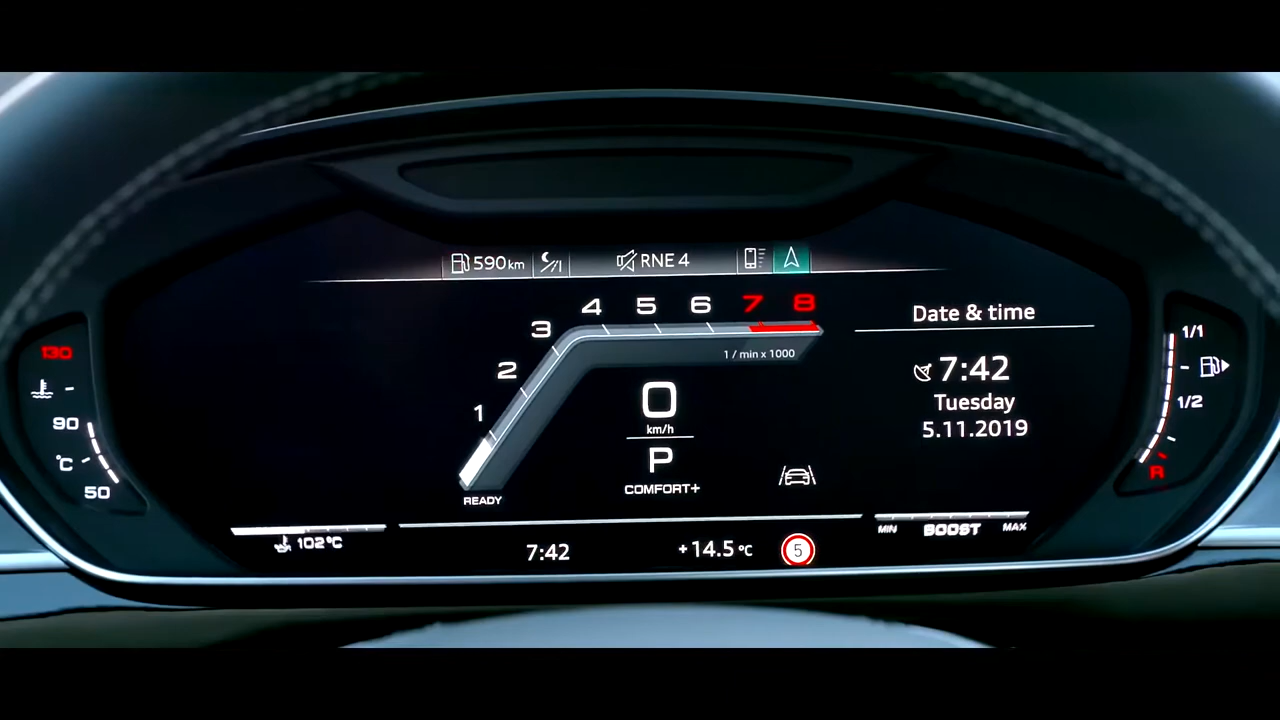 590km
RNE 4
1 2 3 4 5 6 7 8
1 / min x 1000
0
km/h
P
COMFORT+
READY
Date & time
7:42
Tuesday
5.11.2019
130
90
°C
50
1/1
1/2
R
102°C
7:42
+14.5°C
5
MIN BOOST MAX